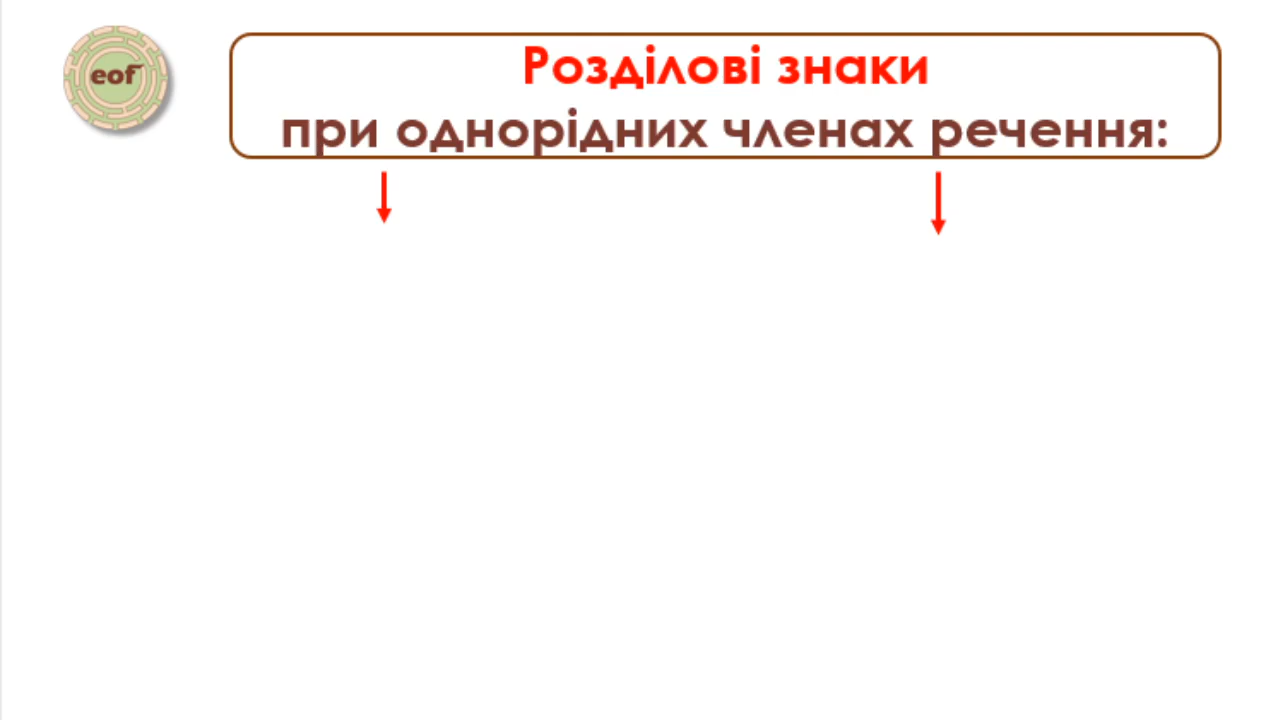 eof
Розділові знаки
при однорідних членах речення: